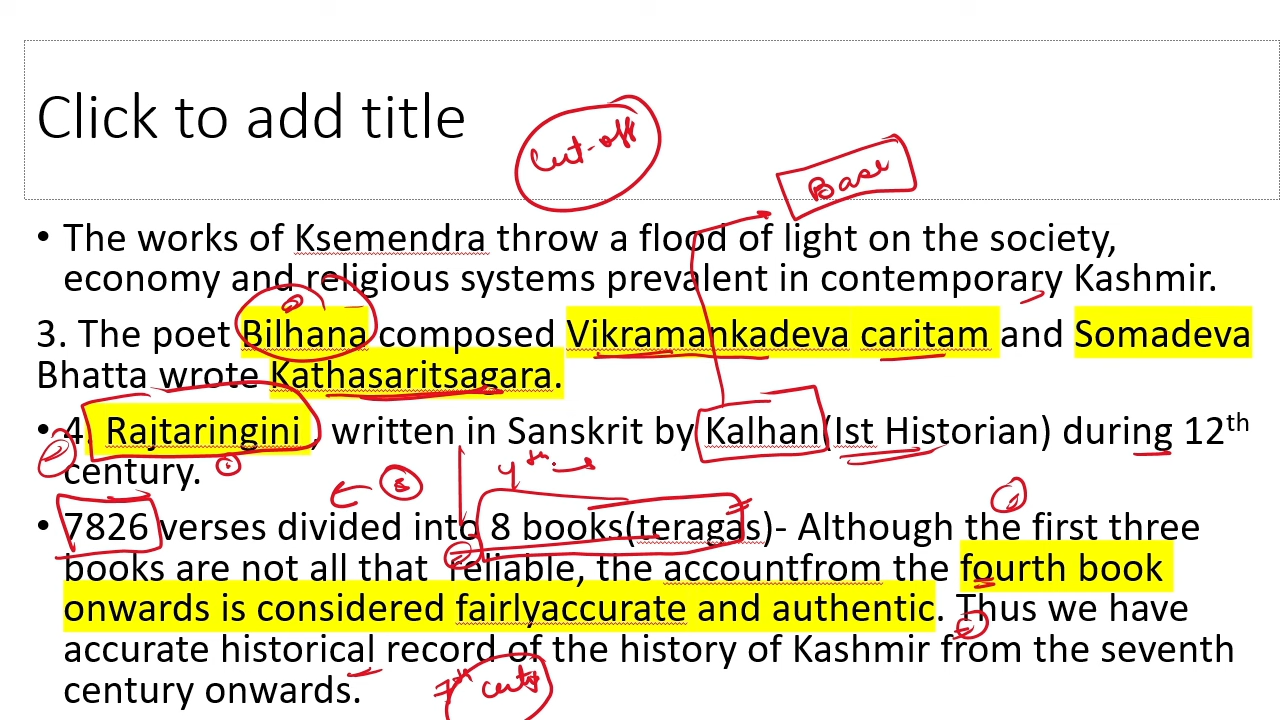 Click to add title
Cut-off
Base
• The works of Ksemendra throw a flood of light on the society,
economy and religious systems prevalent in contemporary Kashmir.
3. The poet Bilhana composed Vikramankadeva caritam and Somadeva
Bhatta wrote Kathasaritsagara.
• 4. Rajtaringini , written in Sanskrit by Kalhan(Ist Historian) during 12th
century.
4th
• 7826 verses divided into 8 books(teragas)- Although the first three
books are not all that reliable, the accountfrom the fourth book
onwards is considered fairlyaccurate and authentic. Thus we have
accurate historical record of the history of Kashmir from the seventh
century onwards.
7th